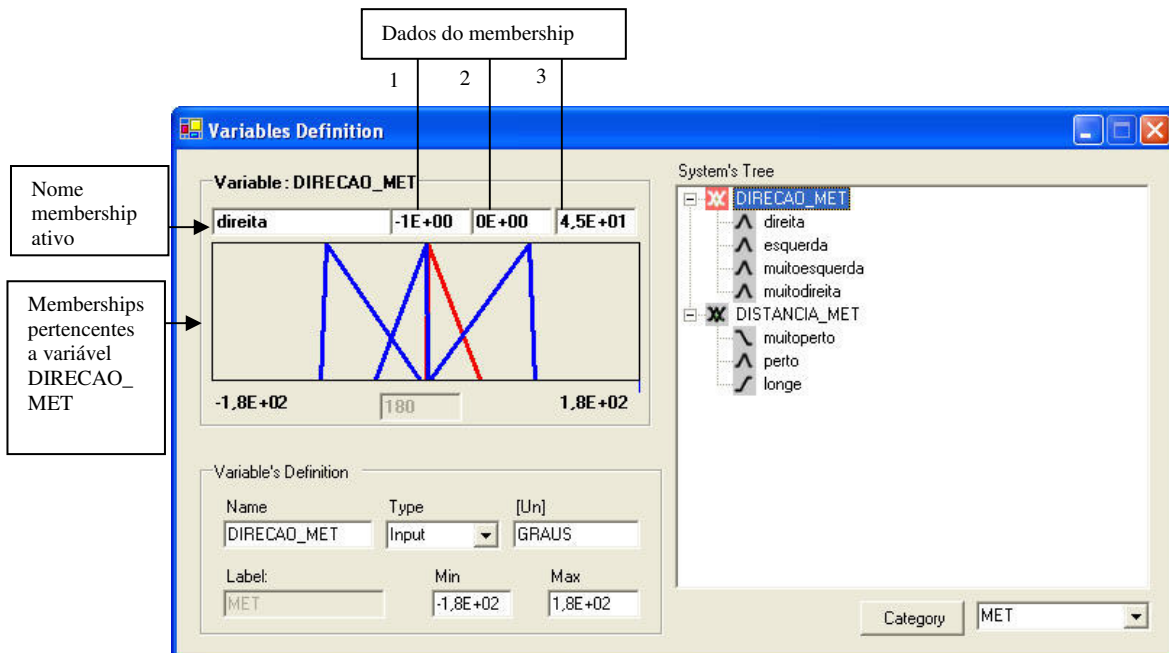 Dados do membership
1 2 3
Variables Definition
Nome
membership
ativo
Variable : DIRECAO_MET
direita -1E+00 0E+00 4,5E+01
Memberships
pertencentes
a variável
DIRECAO_
MET
-1,8E+02 180 1,8E+02
Variable's Definition
Name Type [Un]
DIRECAO_MET Input GRAUS
Label: Min Max
MET -1,8E+02 1,8E+02
System's Tree
DIRECAO_MET
direita
esquerda
muitoesquerda
muitodireita
DISTANCIA_MET
muitoperto
perto
longe
Category MET